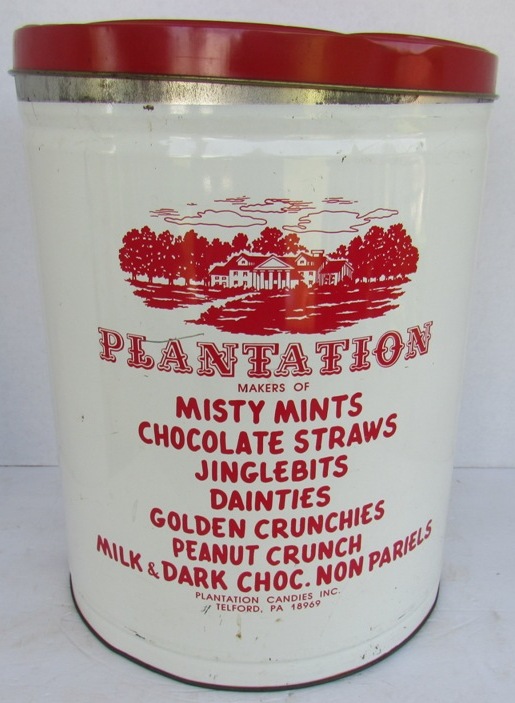 PLANTATION
MAKERS OF
MISTY MINTS
CHOCOLATE STRAWS
JINGLEBITS
DAINTIES
GOLDEN CRUNCHIES
PEANUT CRUNCH
MILK & DARK CHOC. NON PARIELS
PLANTATION CANDIES INC.
TELFORD, PA 18969